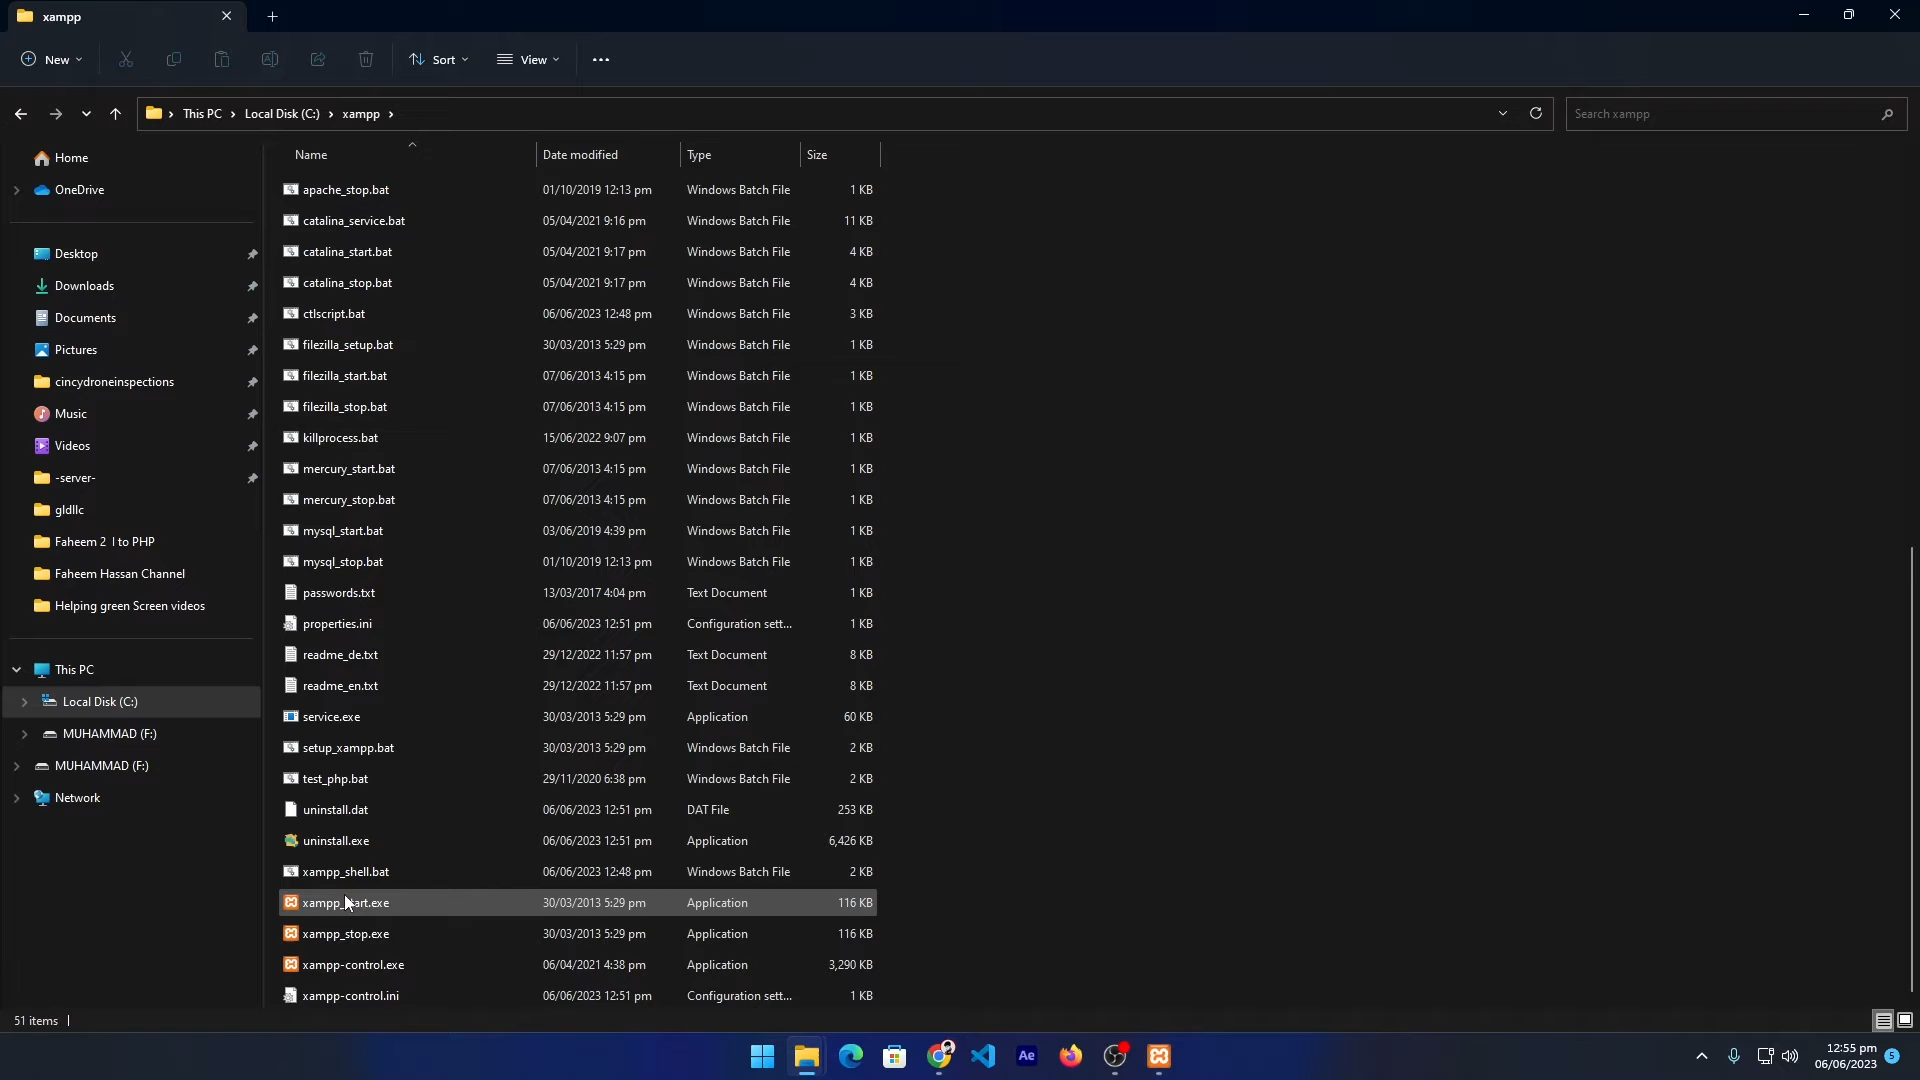 xampp
New
Sort
View
This PC
Local Disk (C:)
xampp
Search xampp
Home
OneDrive
Desktop
Downloads
Documents
Pictures
cincydroneinspections
Music
Videos
-server-
gldllc
Faheem 2 I to PHP
Faheem Hassan Channel
Helping green Screen videos
This PC
Local Disk (C:)
MUHAMMAD (F:)
MUHAMMAD (F:)
Network
Name Date modified Type Size
apache_stop.bat 01/10/2019 12:13 pm Windows Batch File 1 KB
catalina_service.bat 05/04/2021 9:16 pm Windows Batch File 11 KB
catalina_start.bat 05/04/2021 9:17 pm Windows Batch File 4 KB
catalina_stop.bat 05/04/2021 9:17 pm Windows Batch File 4 KB
ctlscript.bat 06/06/2023 12:48 pm Windows Batch File 3 KB
filezilla_setup.bat 30/03/2013 5:29 pm Windows Batch File 1 KB
filezilla_start.bat 07/06/2013 4:15 pm Windows Batch File 1 KB
filezilla_stop.bat 07/06/2013 4:15 pm Windows Batch File 1 KB
killprocess.bat 15/06/2022 9:07 pm Windows Batch File 1 KB
mercury_start.bat 07/06/2013 4:15 pm Windows Batch File 1 KB
mercury_stop.bat 07/06/2013 4:15 pm Windows Batch File 1 KB
mysql_start.bat 03/06/2019 4:39 pm Windows Batch File 1 KB
mysql_stop.bat 01/10/2019 12:13 pm Windows Batch File 1 KB
passwords.txt 13/03/2017 4:04 pm Text Document 1 KB
properties.ini 06/06/2023 12:51 pm Configuration sett... 1 KB
readme_de.txt 29/12/2022 11:57 pm Text Document 8 KB
readme_en.txt 29/12/2022 11:57 pm Text Document 8 KB
service.exe 30/03/2013 5:29 pm Application 60 KB
setup_xampp.bat 30/03/2013 5:29 pm Windows Batch File 2 KB
test_php.bat 29/11/2020 6:38 pm Windows Batch File 2 KB
uninstall.dat 06/06/2023 12:51 pm DAT File 253 KB
uninstall.exe 06/06/2023 12:51 pm Application 6,426 KB
xampp_shell.bat 06/06/2023 12:48 pm Windows Batch File 2 KB
xampp_start.exe 30/03/2013 5:29 pm Application 116 KB
xampp_stop.exe 30/03/2013 5:29 pm Application 116 KB
xampp-control.exe 06/04/2021 4:38 pm Application 3,290 KB
xampp-control.ini 06/06/2023 12:51 pm Configuration sett... 1 KB
51 items
Ae
12:55 pm
06/06/2023
5